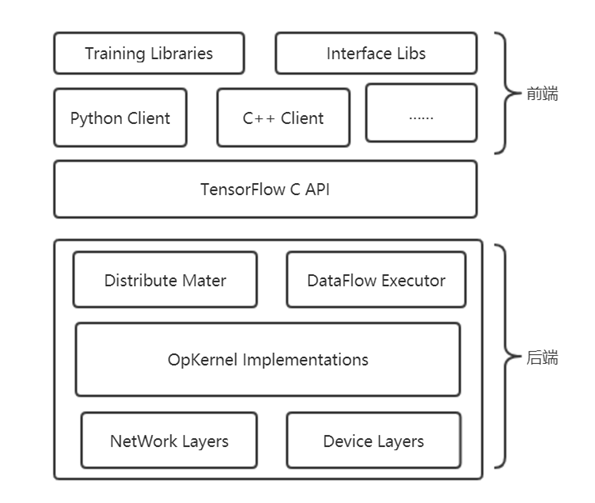 Training Libraries
Interface Libs
前端
Python Client
C++ Client
……
TensorFlow C API
Distribute Mater
DataFlow Executor
OpKernel Implementations
后端
NetWork Layers
Device Layers